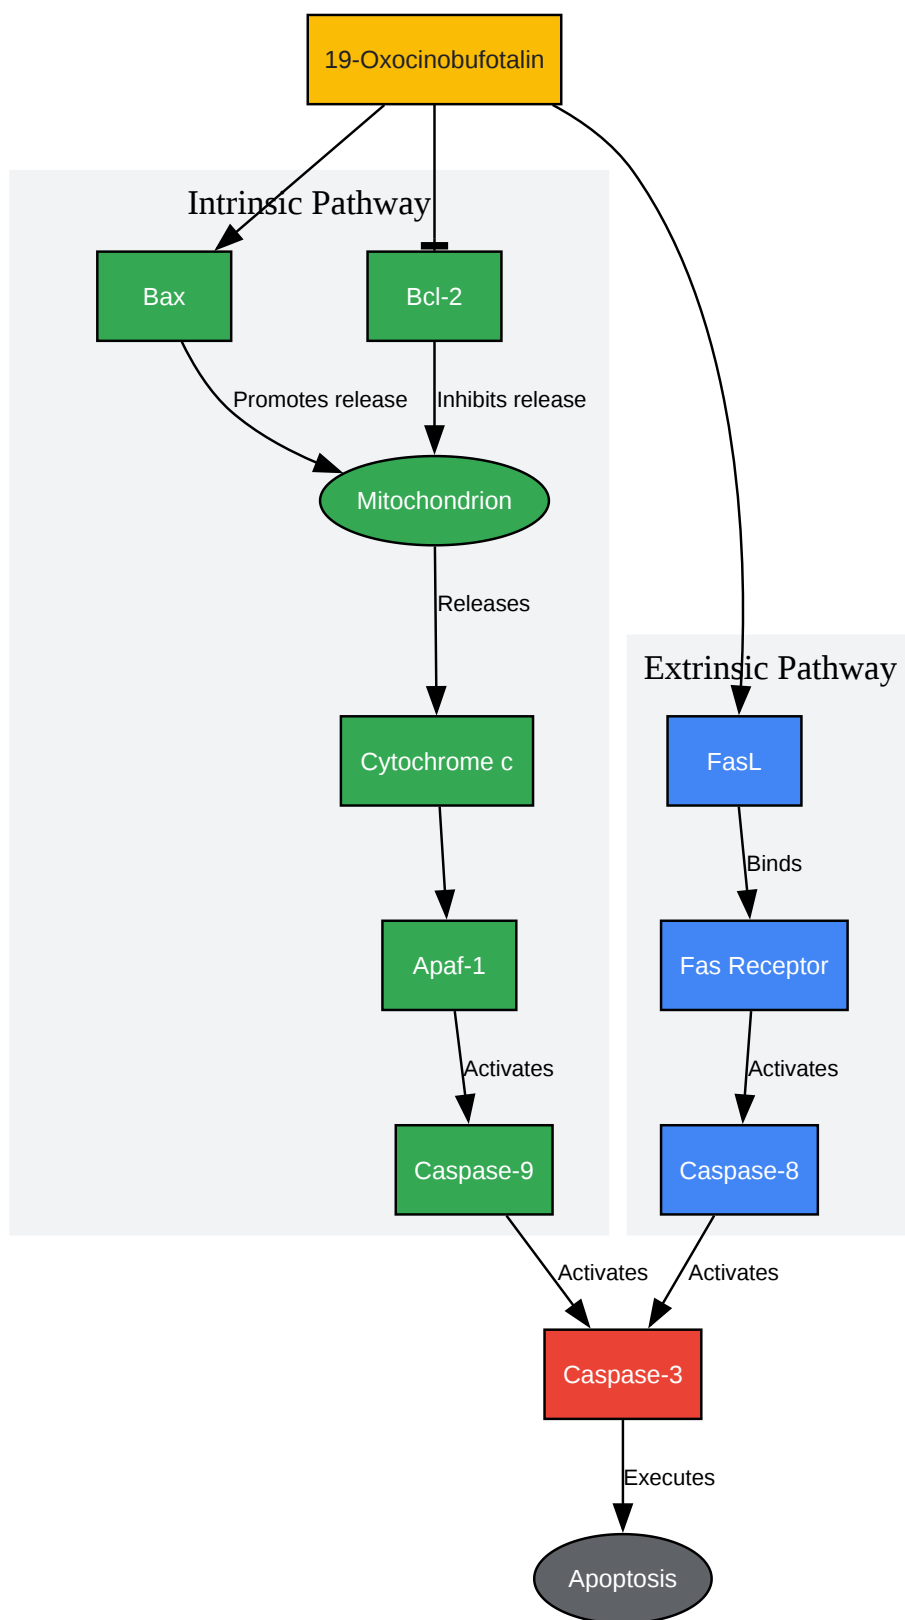 19-Oxocinobufotalin
Intrinsic Pathway
Bax
Bcl-2
Promotes release
Inhibits release
Mitochondrion
Releases
Extrinsic Pathway
Cytochrome c
FasL
Binds
Apaf-1
Fas Receptor
Activates
Activates
Caspase-9
Caspase-8
Activates
Activates
Caspase-3
Executes
Apoptosis